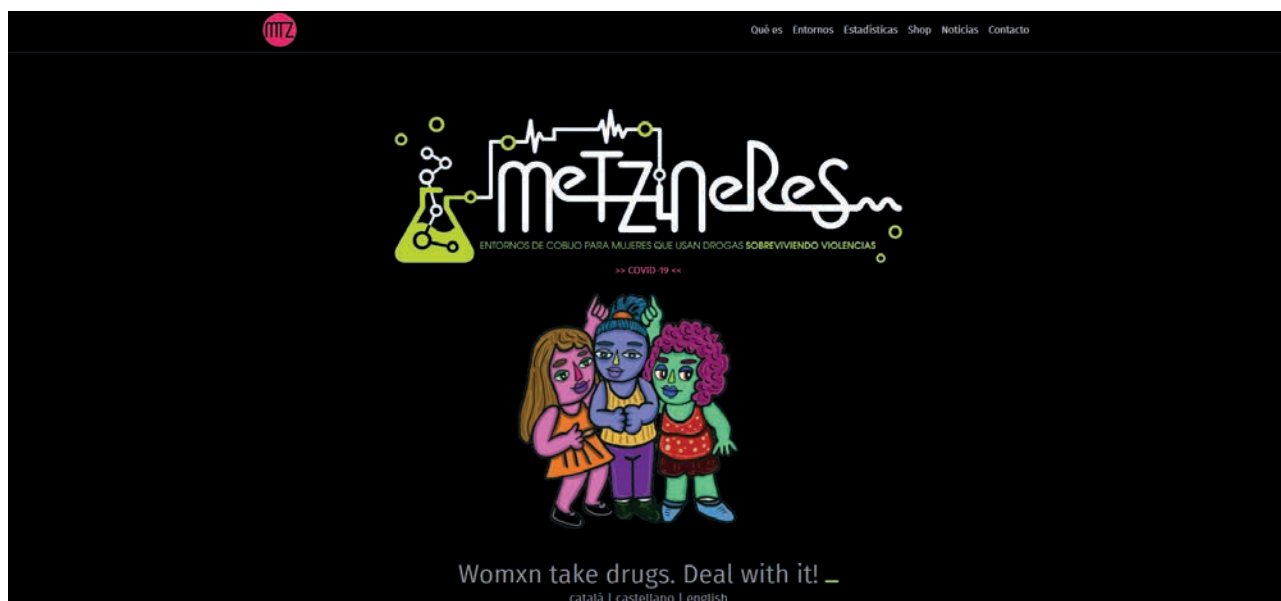 MTZ
Què es Entornos Estadísticas Shop Noticias Contacto
meTZineRes
ENTORNOS DE COBIJO PARA MUJERES QUE USAN DROGAS SOBREVIVIENDO VIOLENCIAS
>> COVID-19 <<
Womxn take drugs. Deal with it! _
català | castellano | english